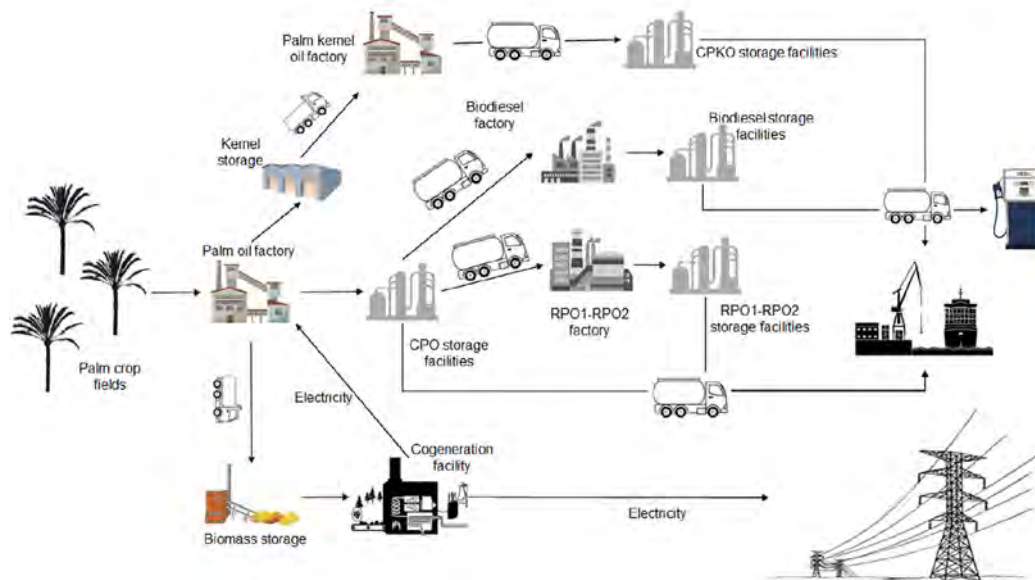 Palm kernel
oil factory
CPKO storage facilities
Biodiesel
factory
Biodiesel storage
facilities
Kernel
storage
Palm oil factory
RPO1-RPO2
factory
RPO1-RPO2
storage facilities
CPO storage
facilities
Palm crop
fields
Electricity
Cogeneration
facility
Electricity
Biomass storage